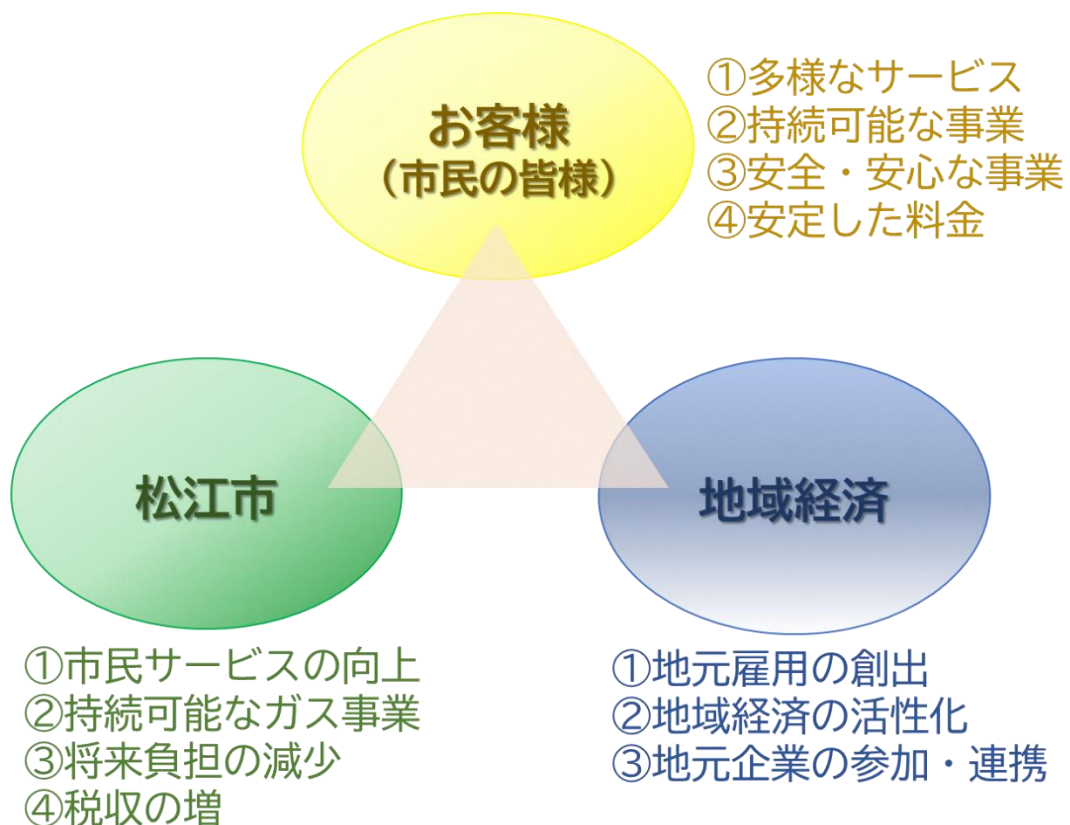 お客様
（市民の皆様）
①多様なサービス
②持続可能な事業
③安全・安心な事業
④安定した料金
松江市
①市民サービスの向上
②持続可能なガス事業
③将来負担の減少
④税収の増
地域経済
①地元雇用の創出
②地域経済の活性化
③地元企業の参加・連携